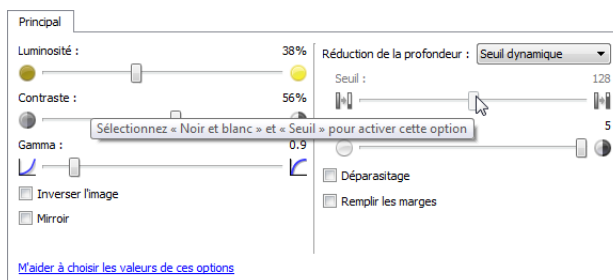 Principal
Luminosité :
38%
Contraste :
56%
Sélectionnez « Noir et blanc » et « Seuil » pour activer cette option
Gamma :
0.9
Inverser l'image
Mirroir
M'aider à choisir les valeurs de ces options
Réduction de la profondeur :
Seuil dynamique
Seuil :
128
5
Déparasitage
Remplir les marges